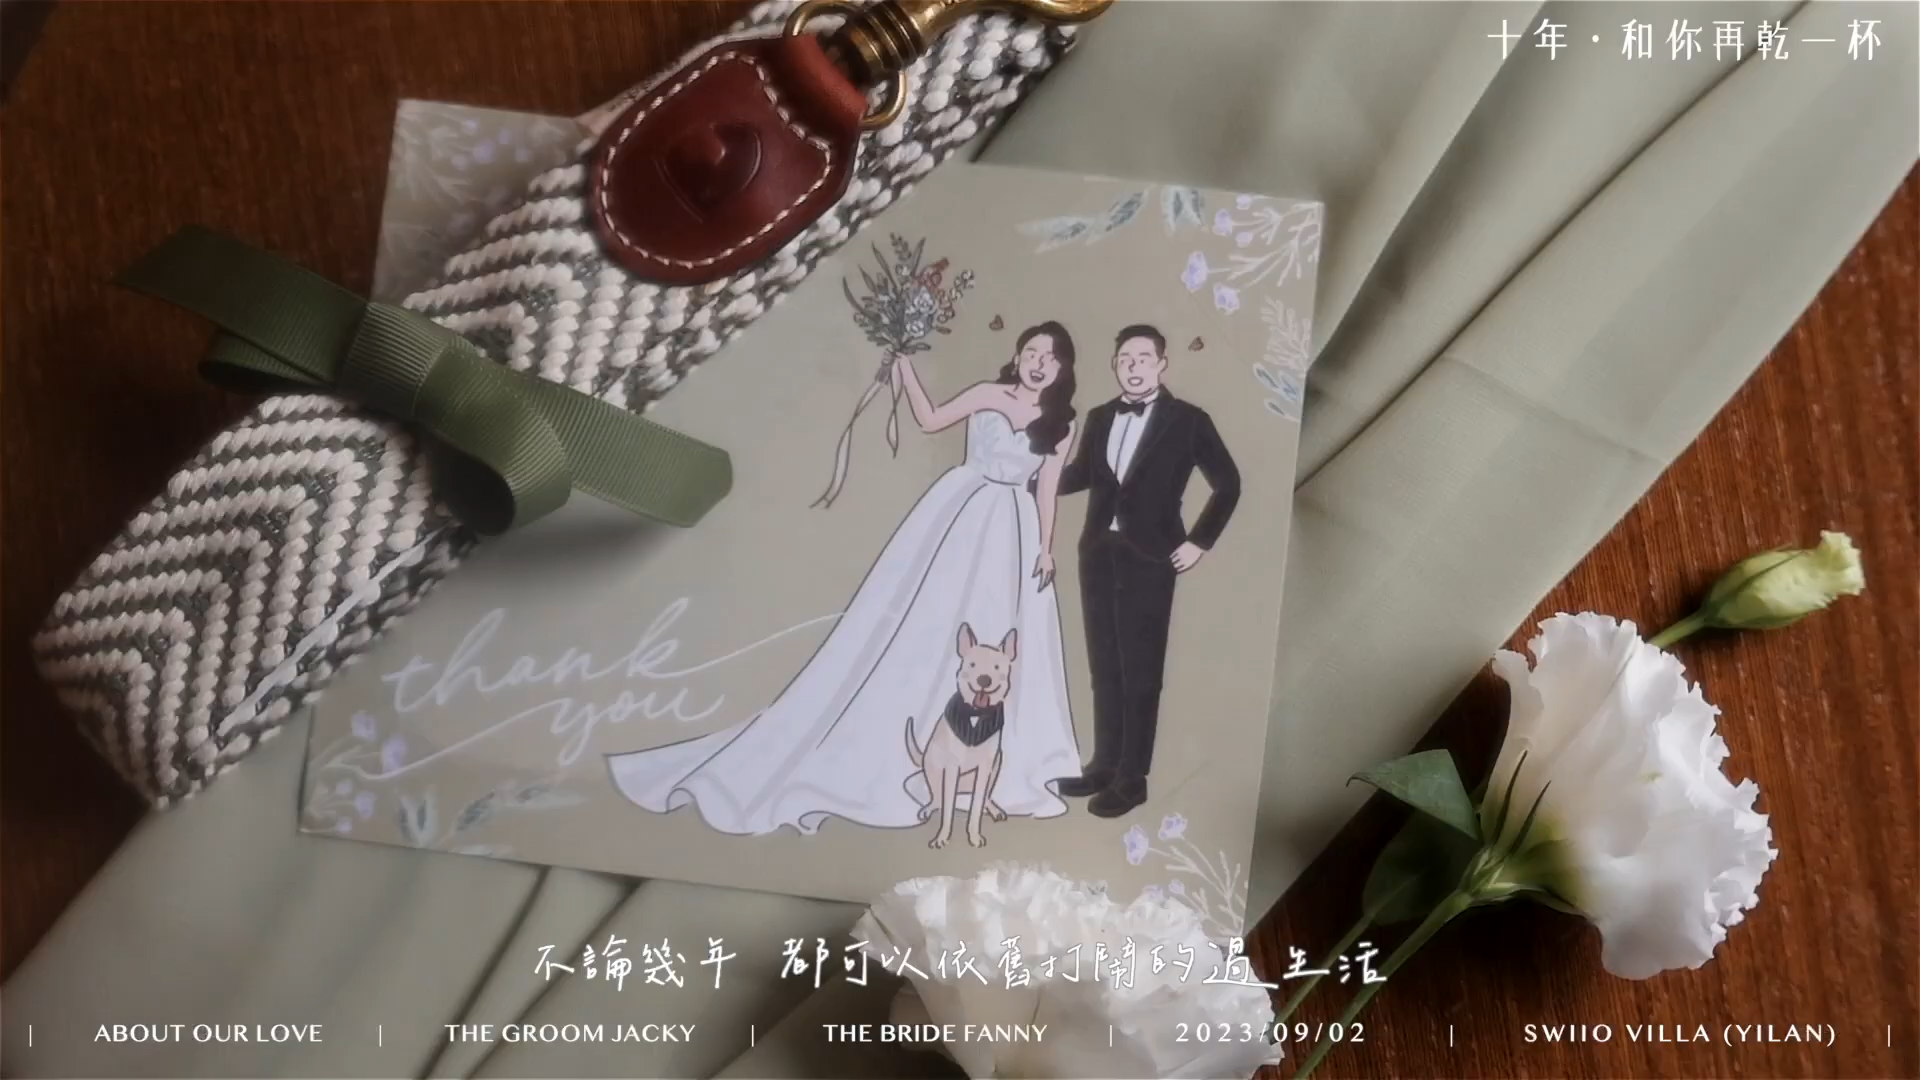 十年・和你再乾一杯
thank
you
不論幾年 都可以依舊打鬧的過生活
| ABOUT OUR LOVE | THE GROOM JACKY | THE BRIDE FANNY | 2023/09/02 | SWIIO VILLA (YILAN) |